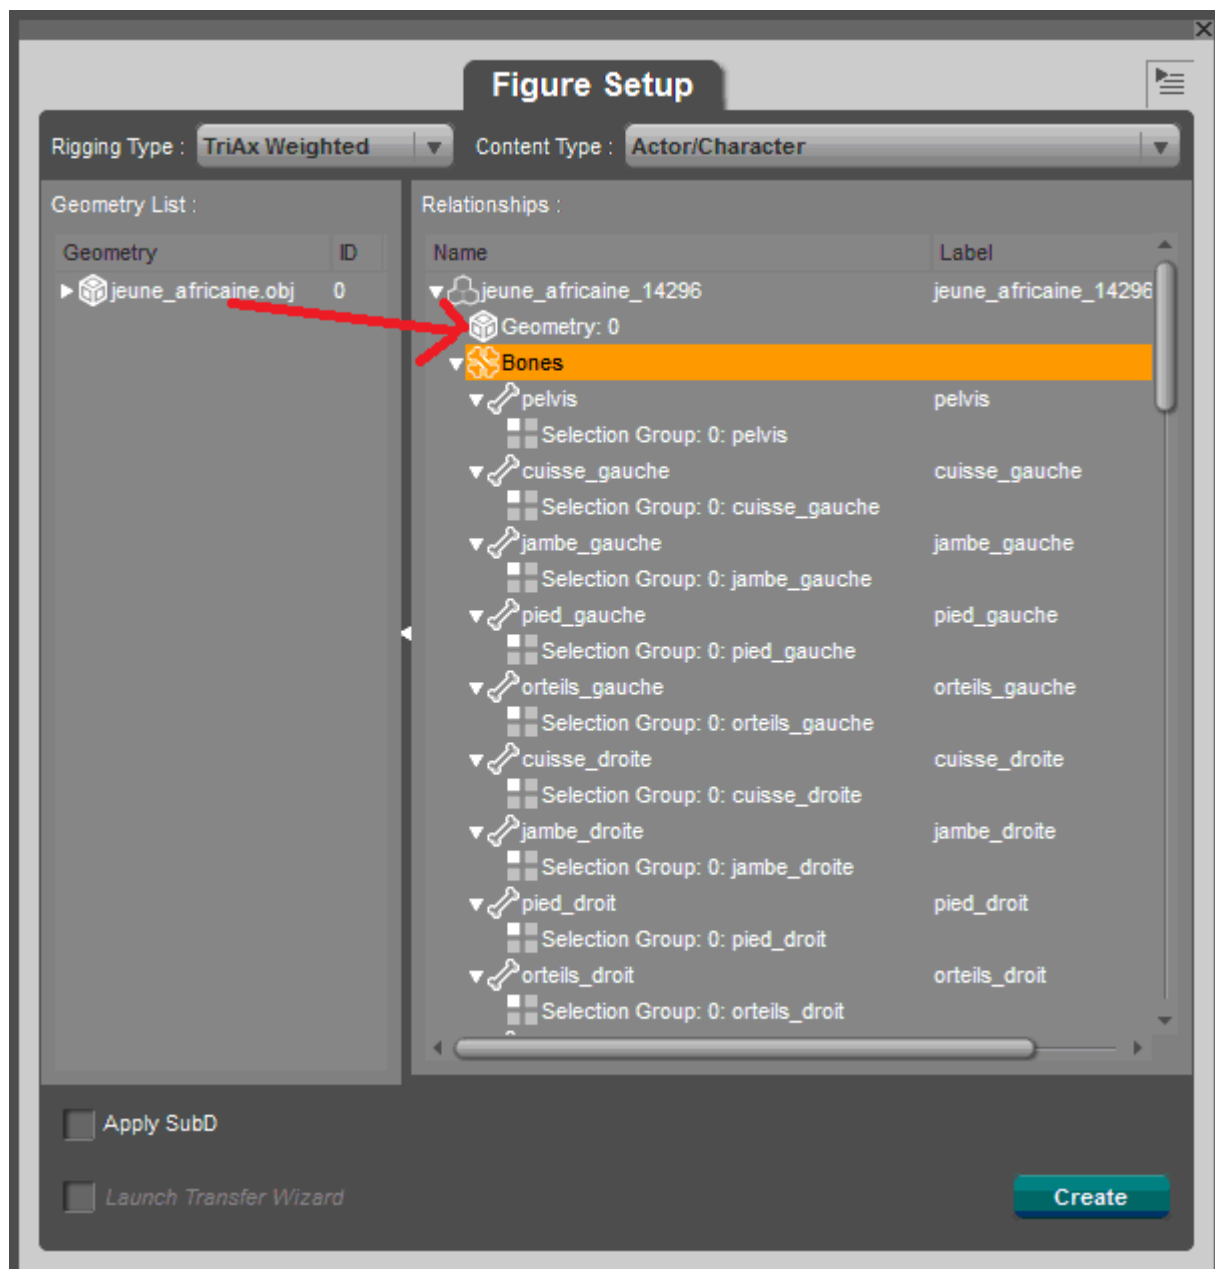 Figure Setup
Rigging Type : TriAx Weighted Content Type : Actor/Character
Geometry List : Relationships :
Geometry ID Name Label
jeune_africaine.obj 0 jeune_africaine_14296 jeune_africaine_14296
Geometry: 0
Bones
pelvis pelvis
Selection Group: 0: pelvis
cuisse_gauche cuisse_gauche
Selection Group: 0: cuisse_gauche
jambe_gauche jambe_gauche
Selection Group: 0: jambe_gauche
pied_gauche pied_gauche
Selection Group: 0: pied_gauche
orteils_gauche orteils_gauche
Selection Group: 0: orteils_gauche
cuisse_droite cuisse_droite
Selection Group: 0: cuisse_droite
jambe_droite jambe_droite
Selection Group: 0: jambe_droite
pied_droit pied_droit
Selection Group: 0: pied_droit
orteils_droit orteils_droit
Selection Group: 0: orteils_droit
Apply SubD
Launch Transfer Wizard Create